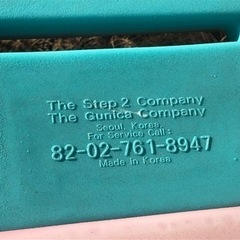 The Step 2 Company
The Gunica Company
Seoul, Korea
For Service Call :
82-02-761-8947
Made in Korea